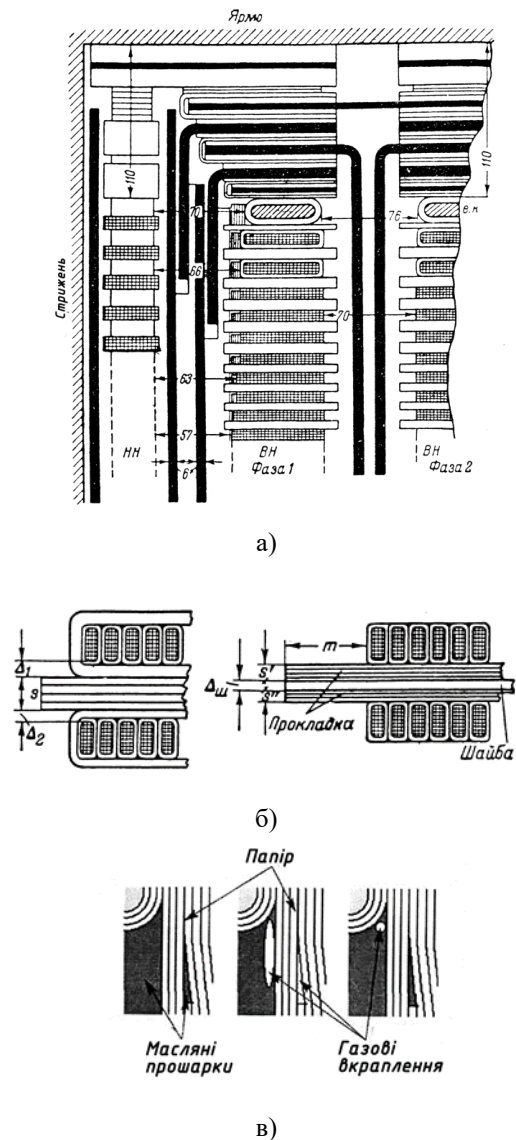 Ярмо
Стрижень
110
110
70
76
е.к
66
70
63
57
НН
6
ВН
Фаза 1
ВН
Фаза 2
а)
Δ1
s
Δ2
m
s'
Δш
s"
Прокладка
Шайба
б)
Папір
Масляні
прошарки
Газові
вкраплення
в)